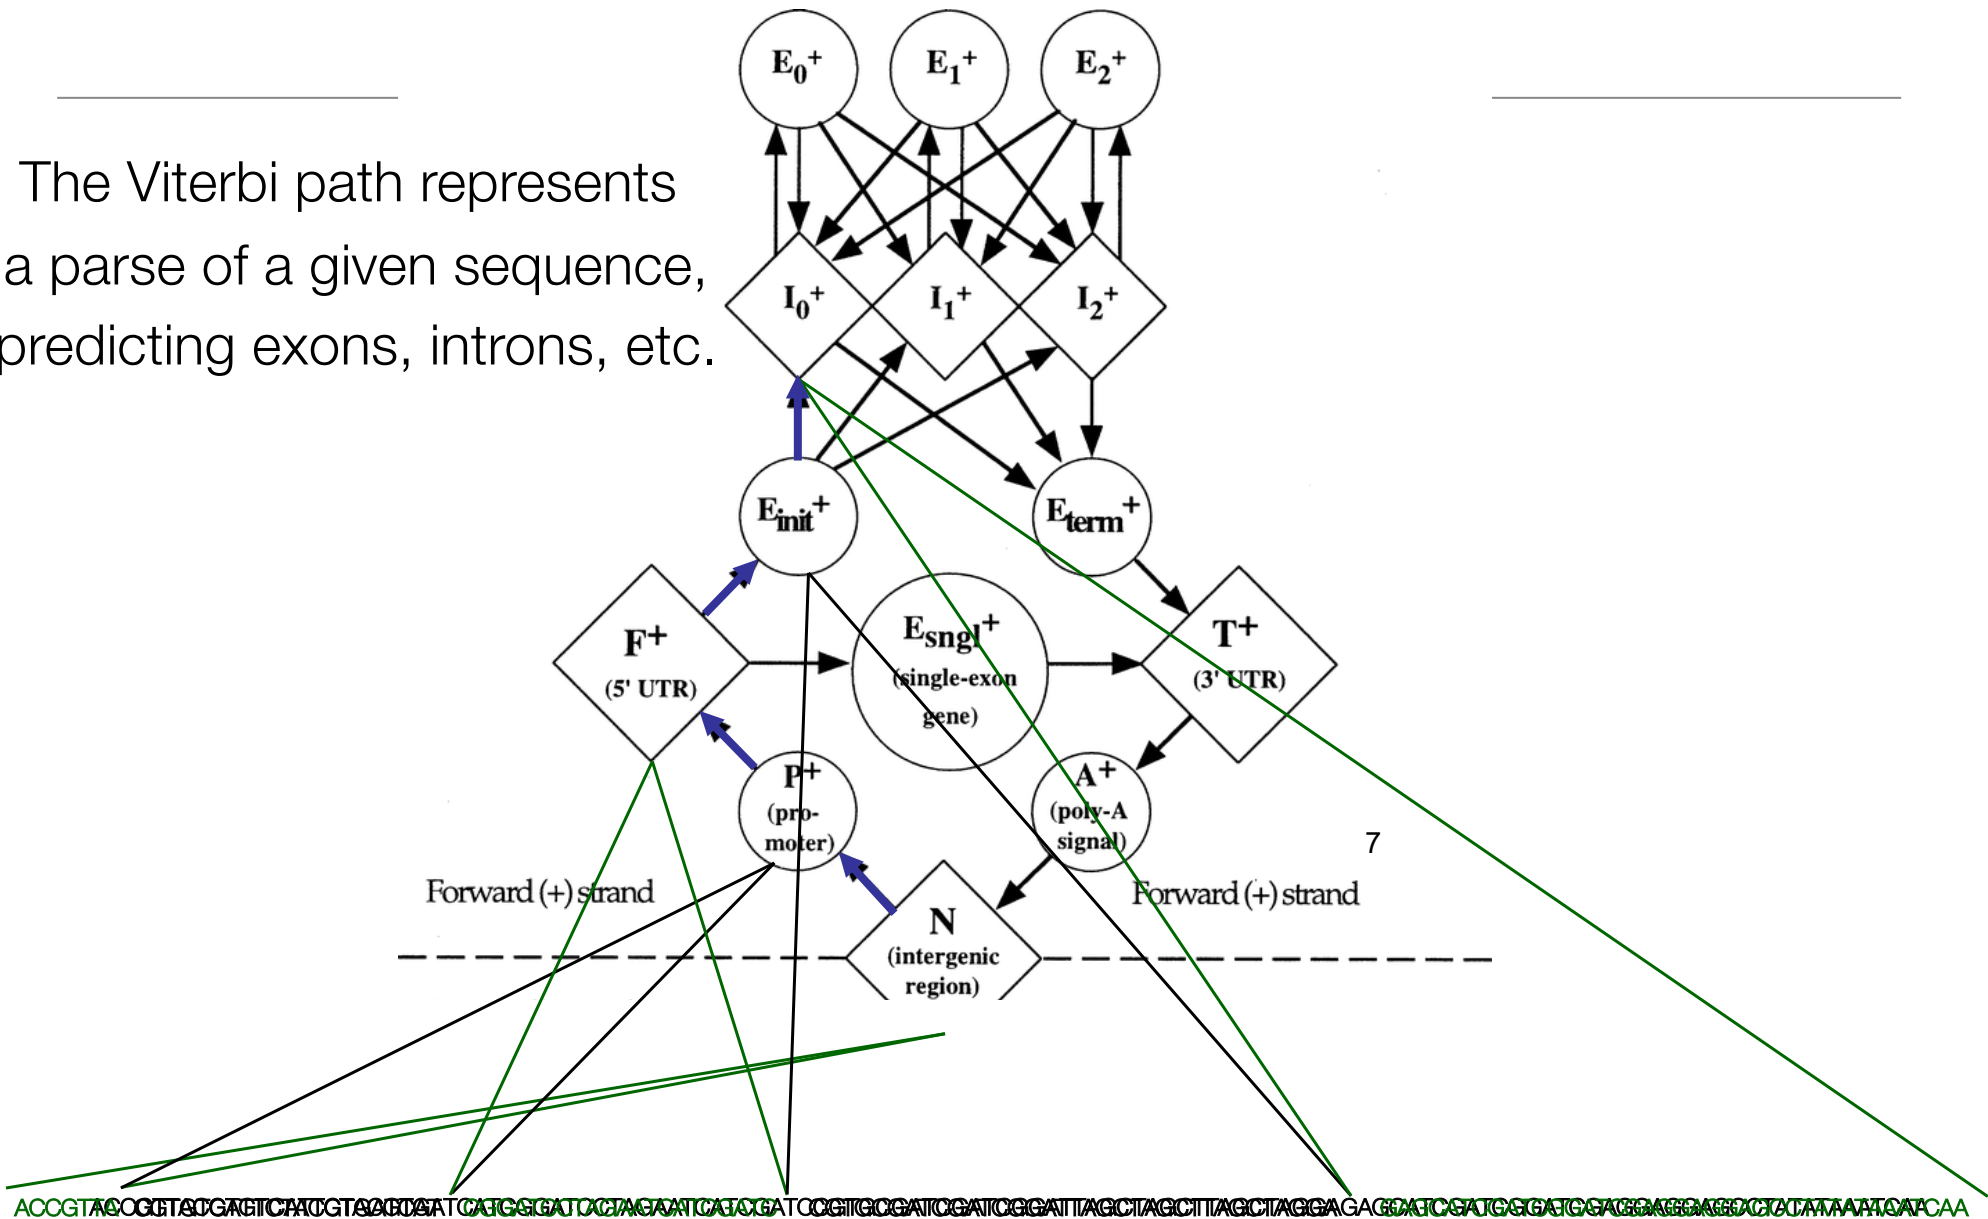 E0+ E1+ E2+
The Viterbi path represents
a parse of a given sequence,
predicting exons, introns, etc.
I0+ I1+ I2+
Einit+ Eterm+
F+
(5' UTR)
Esngl+
(single-exon
gene)
T+
(3' UTR)
P+
(pro-
moter)
A+
(poly-A
signal)
7
Forward (+) strand
Forward (+) strand
N
(intergenic
region)